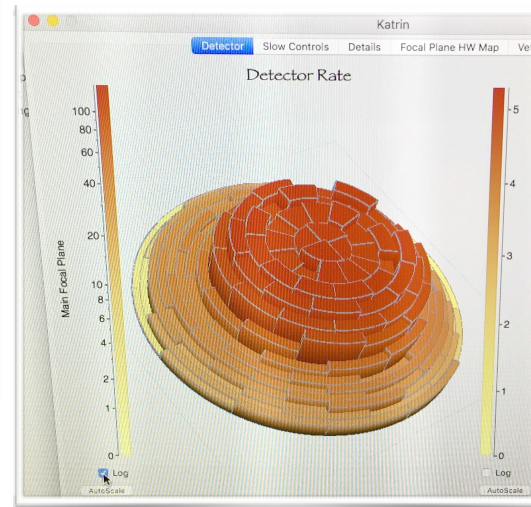 Katrin
Detector Slow Controls Details Focal Plane HW Map
Detector Rate
100
80
60
40
20
10
8
6
4
2
1
0
Main Focal Plane
5
4
3
2
1
0
Log
Log
AutoScale
AutoScale